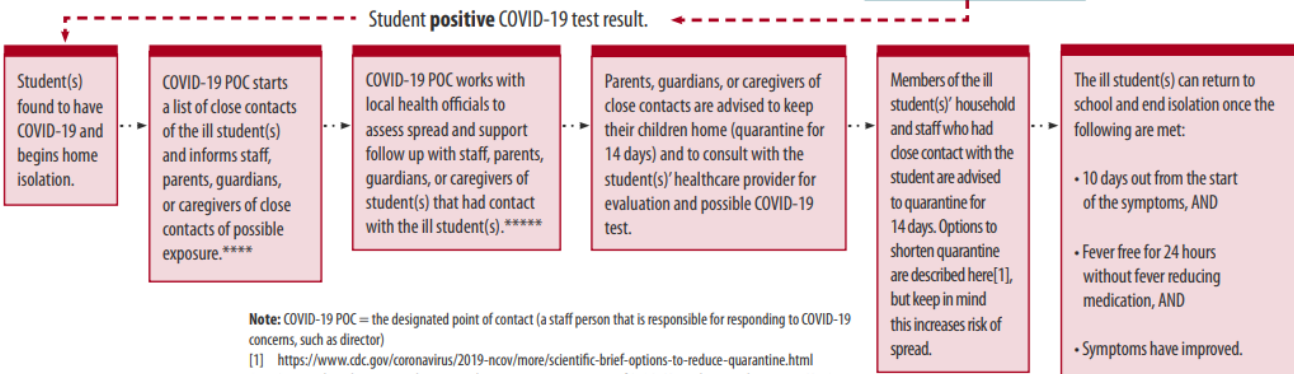 Student positive COVID-19 test result.
Student(s)
found to have
COVID-19 and
begins home
isolation.
COVID-19 POC starts
a list of close contacts
of the ill student(s)
and informs staff,
parents, guardians,
or caregivers of close
contacts of possible
exposure.****
COVID-19 POC works with
local health officials to
assess spread and support
follow up with staff, parents,
guardians, or caregivers of
student(s) that had contact
with the ill student(s).*****
Parents, guardians, or caregivers of
close contacts are advised to keep
their children home (quarantine for
14 days) and to consult with the
student(s)’ healthcare provider for
evaluation and possible COVID-19
test.
Members of the ill
student(s)’ household
and staff who had
close contact with the
student are advised
to quarantine for
14 days. Options to
shorten quarantine
are described here[1],
but keep in mind
this increases risk of
spread.
The ill student(s) can return to
school and end isolation once the
following are met:
• 10 days out from the start
of the symptoms, AND
• Fever free for 24 hours
without fever reducing
medication, AND
• Symptoms have improved.
Note: COVID-19 POC = the designated point of contact (a staff person that is responsible for responding to COVID-19
concerns, such as director)
[1] https://www.cdc.gov/coronavirus/2019-ncov/more/scientific-brief-options-to-reduce-quarantine.html